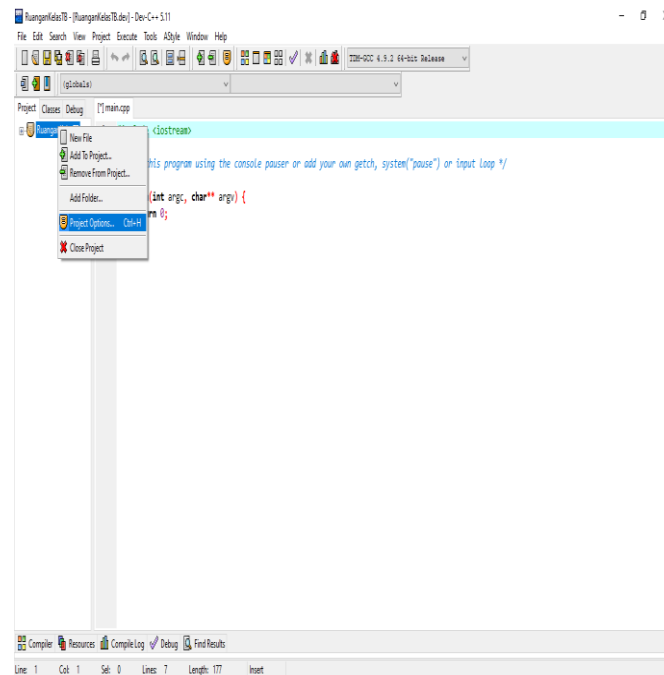 RuanganKelasTB - [RuanganKelasTB.dev] - Dev-C++ 5.11
File Edit Search View Project Execute Tools AStyle Window Help
TDM-GCC 4.9.2 64-bit Release
(globals)
Project Classes Debug [*] main.cpp
<iostream>
New File
Add To Project...
his program using the console pauser or add your own getch, system("pause") or input loop */
Remove From Project...
Add Folder...
(int argc, char** argv) {
rn 0;
Project Options... Ctrl+H
Close Project
Compiler Resources Compile Log Debug Find Results
Line: 1 Col: 1 Sel: 0 Lines: 7 Length: 177 Insert